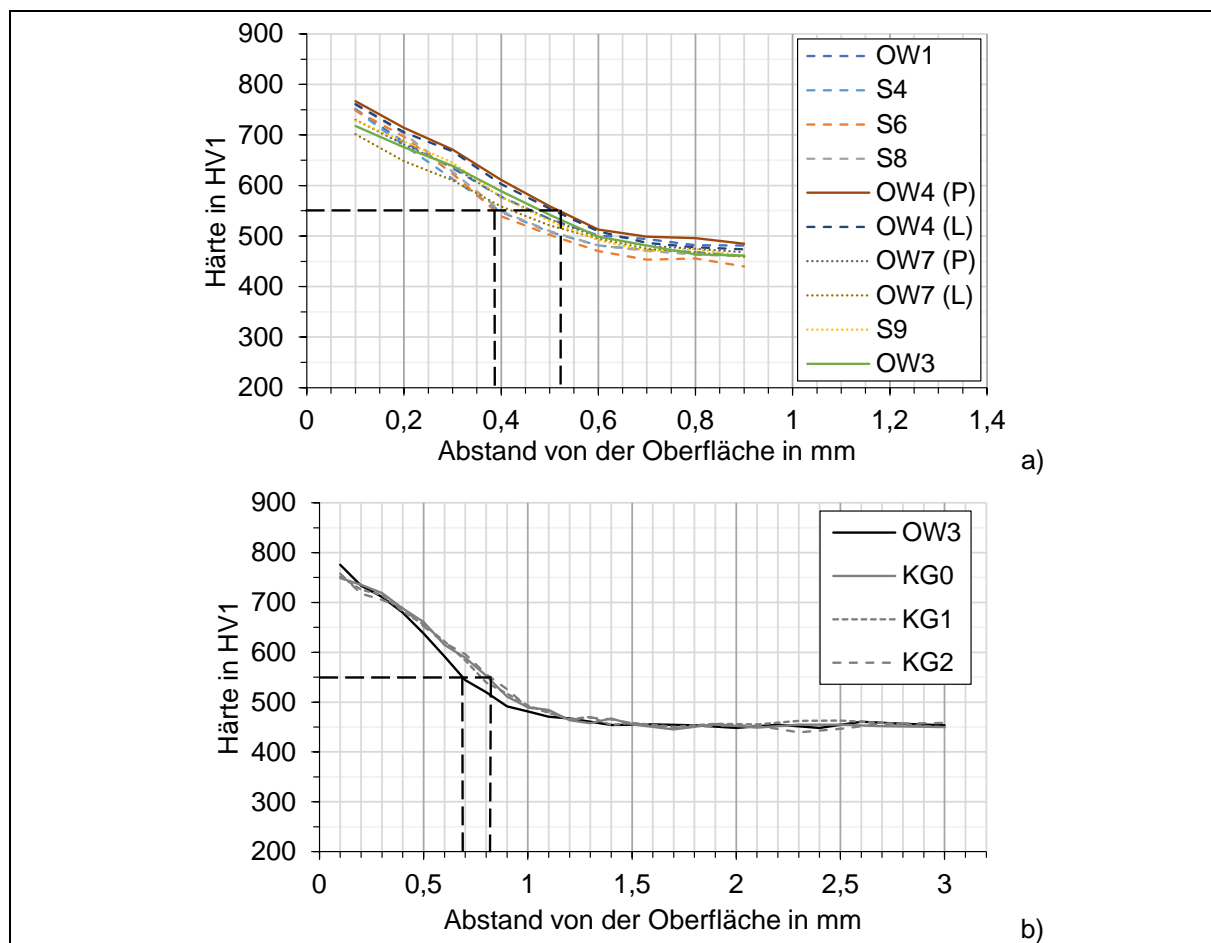 900
800
700
600
500
400
300
200
Härte in HV1
0 0,2 0,4 0,6 0,8 1 1,2 1,4
Abstand von der Oberfläche in mm
OW1
S4
S6
S8
OW4 (P)
OW4 (L)
OW7 (P)
OW7 (L)
S9
OW3
a)
900
800
700
600
500
400
300
200
Härte in HV1
0 0,5 1 1,5 2 2,5 3
Abstand von der Oberfläche in mm
OW3
KG0
KG1
KG2
b)